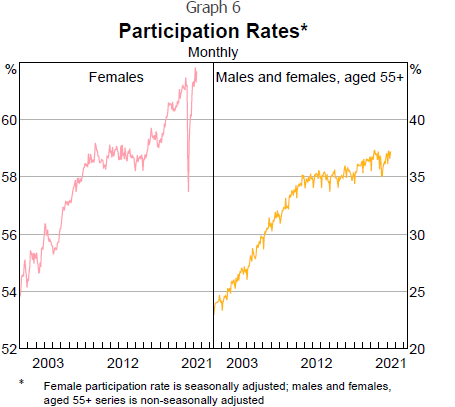 Graph 6
Participation Rates*
Monthly
% Females Males and females, aged 55+ %
60 40
58 35
56 30
54 25
52 20
2003 2012 2021 2003 2012 2021
* Female participation rate is seasonally adjusted; males and females,
aged 55+ series is non-seasonally adjusted